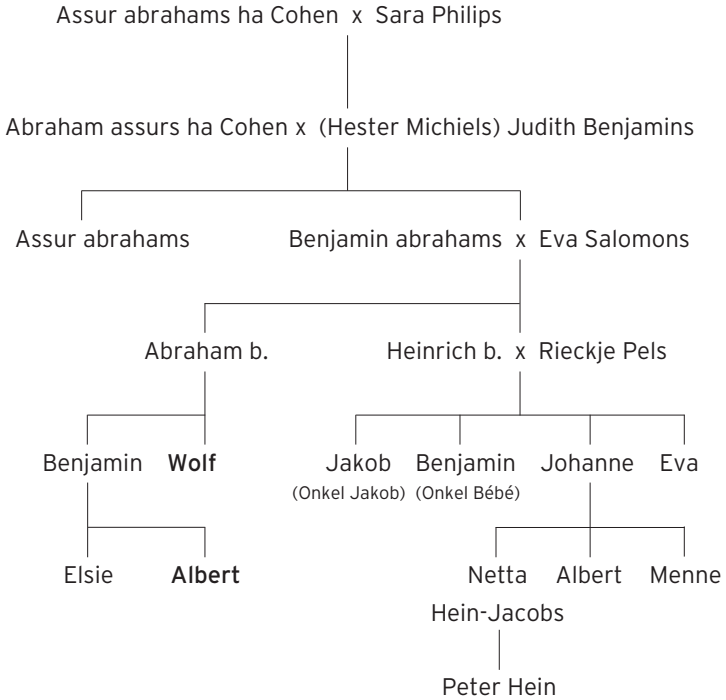 Assur abrahams ha Cohen x Sara Philips
Abraham assurs ha Cohen x (Hester Michiels) Judith Benjamins
Assur abrahams Benjamin abrahams x Eva Salomons
Abraham b. Heinrich b. x Rieckje Pels
Benjamin Wolf Jakob Benjamin Johanne Eva
(Onkel Jakob) (Onkel Bébé)
Elsie Albert Netta Albert Menne
Hein-Jacobs
Peter Hein